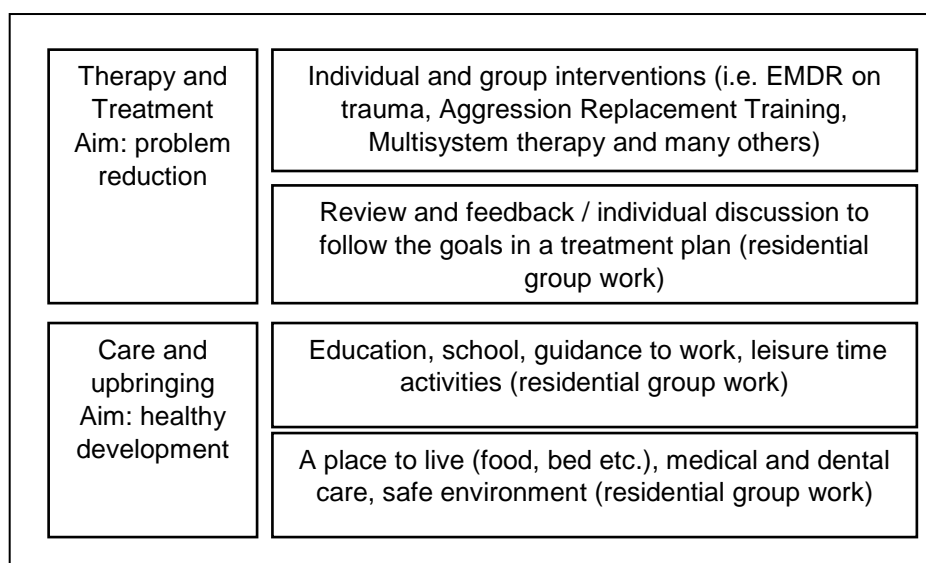 Therapy and
Treatment
Aim: problem
reduction
Individual and group interventions (i.e. EMDR on
trauma, Aggression Replacement Training,
Multisystem therapy and many others)
Review and feedback / individual discussion to
follow the goals in a treatment plan (residential
group work)
Care and
upbringing
Aim: healthy
development
Education, school, guidance to work, leisure time
activities (residential group work)
A place to live (food, bed etc.), medical and dental
care, safe environment (residential group work)